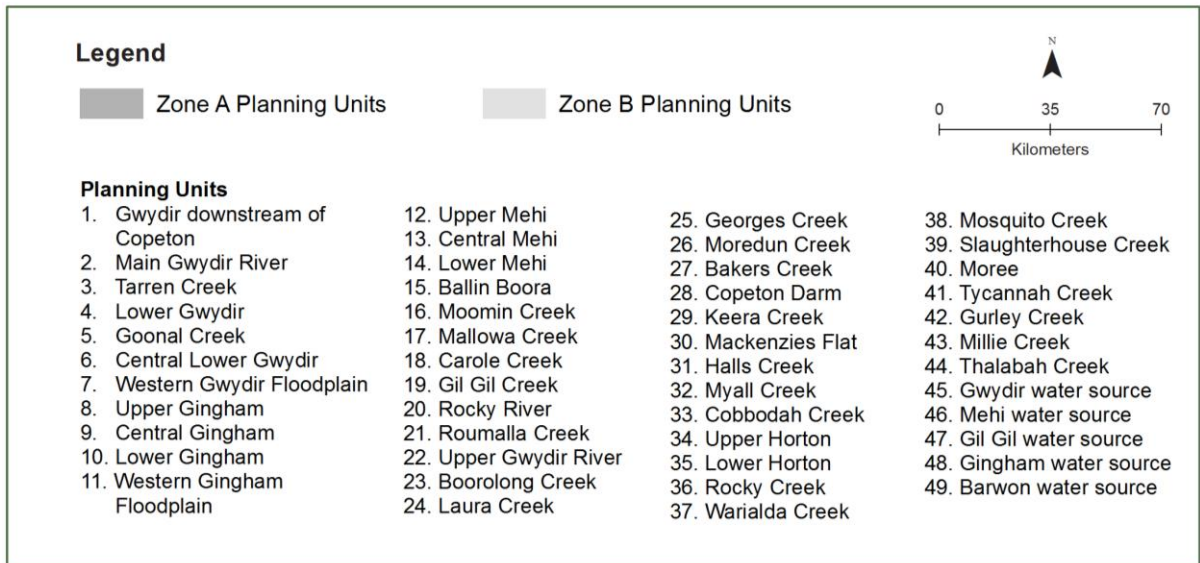 Legend
Zone A Planning Units
Zone B Planning Units
N
0 35 70
Kilometers
Planning Units
1. Gwydir downstream of
Copeton
2. Main Gwydir River
3. Tarren Creek
4. Lower Gwydir
5. Goonal Creek
6. Central Lower Gwydir
7. Western Gwydir Floodplain
8. Upper Gingham
9. Central Gingham
10. Lower Gingham
11. Western Gingham
Floodplain
12. Upper Mehi
13. Central Mehi
14. Lower Mehi
15. Ballin Boora
16. Moomin Creek
17. Mallowa Creek
18. Carole Creek
19. Gil Gil Creek
20. Rocky River
21. Roumalla Creek
22. Upper Gwydir River
23. Boorolong Creek
24. Laura Creek
25. Georges Creek
26. Moredun Creek
27. Bakers Creek
28. Copeton Darm
29. Keera Creek
30. Mackenzies Flat
31. Halls Creek
32. Myall Creek
33. Cobbodah Creek
34. Upper Horton
35. Lower Horton
36. Rocky Creek
37. Warialda Creek
38. Mosquito Creek
39. Slaughterhouse Creek
40. Moree
41. Tycannah Creek
42. Gurley Creek
43. Millie Creek
44. Thalabah Creek
45. Gwydir water source
46. Mehi water source
47. Gil Gil water source
48. Gingham water source
49. Barwon water source